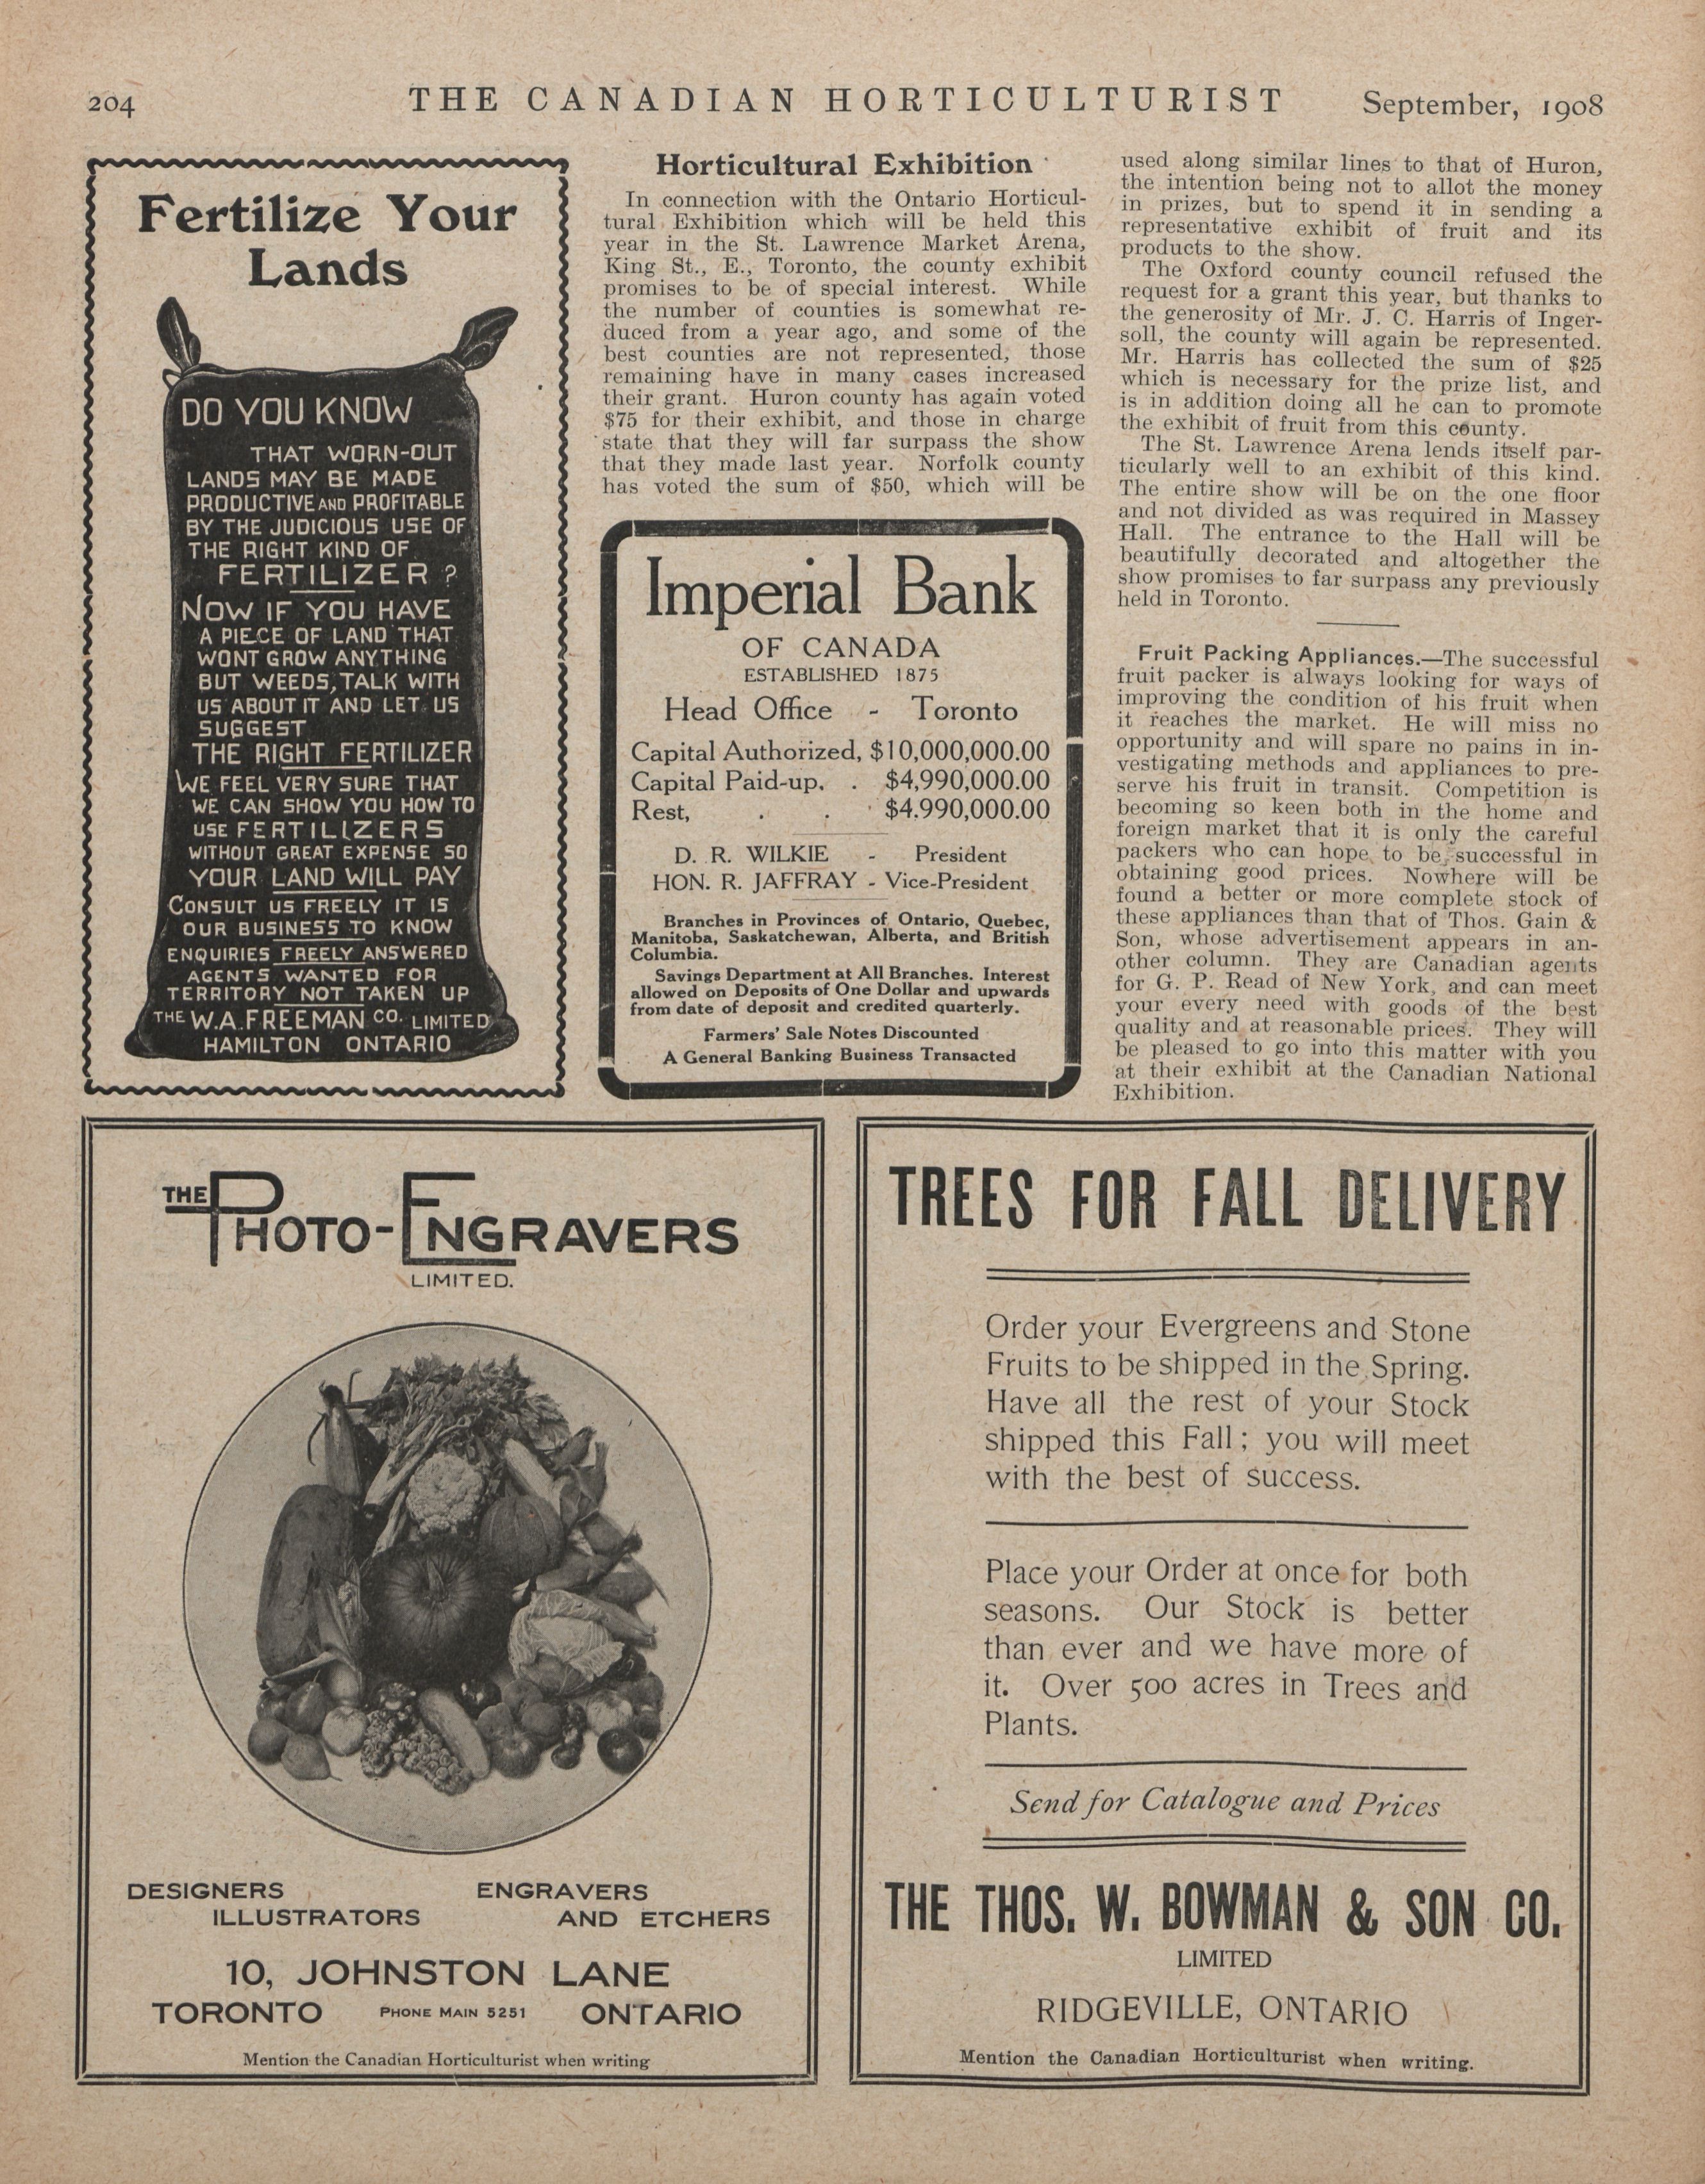 204
THE CANADIAN HORTICULTURIST
September, 1908
Fertilize Your
Lands
DO YOU KNOW
THAT WORN-OUT
LANDS MAY BE MADE
PRODUCTIVE AND PROFITABLE
BY THE JUDICIOUS USE OF
THE RIGHT KIND OF
FERTILIZER ?
NOW IF YOU HAVE
A PIECE OF LAND THAT
WONT GROW ANYTHING
BUT WEEDS, TALK WITH
US ABOUT IT AND LET US
SUGGEST
THE RIGHT FERTILIZER
WE FEEL VERY SURE THAT
WE CAN SHOW YOU HOW TO
USE FERTILIZERS
WITHOUT GREAT EXPENSE SO
YOUR LAND WILL PAY
CONSULT US FREELY IT IS
OUR BUSINESS TO KNOW
ENQUIRIES FREELY ANSWERED
AGENTS WANTED FOR
TERRITORY NOT TAKEN UP
THE W.A. FREEMAN CO. LIMITED
HAMILTON ONTARIO
Horticultural Exhibition
In connection with the Ontario Horticul-
tural Exhibition which will be held this
year in the St. Lawrence Market Arena,
King St., E., Toronto, the county exhibit
promises to be of special interest. While
the number of counties is somewhat re-
duced from a year ago, and some of the
best counties are not represented, those
remaining have in many cases increased
their grant. Huron county has again voted
$75 for their exhibit, and those in charge
state that they will far surpass the show
that they made last year. Norfolk county
has voted the sum of $50, which will be
Imperial Bank
OF CANADA
ESTABLISHED 1875
Head Office - Toronto
Capital Authorized, $10,000,000.00
Capital Paid-up, . $4,990,000.00
Rest, . . $4.990,000.00
D. R. WILKIE - President
HON. R. JAFFRAY - Vice-President
Branches in Provinces of Ontario, Quebec,
Manitoba, Saskatchewan, Alberta, and British
Columbia.
Savings Department at All Branches. Interest
allowed on Deposits of One Dollar and upwards
from date of deposit and credited quarterly.
Farmers' Sale Notes Discounted
A General Banking Business Transacted
used along similar lines to that of Huron,
the intention being not to allot the money
in prizes, but to spend it in sending a
representative exhibit of fruit and its
products to the show.
The Oxford county council refused the
request for a grant this year, but thanks to
the generosity of Mr. J. C. Harris of Inger-
soll, the county will again be represented.
Mr. Harris has collected the sum of $25
which is necessary for the prize list, and
is in addition doing all he can to promote
the exhibit of fruit from this county.
The St. Lawrence Arena lends itself par-
ticularly well to an exhibit of this kind.
The entire show will be on the one floor
and not divided as was required in Massey
Hall. The entrance to the Hall will be
beautifully decorated and altogether the
show promises to far surpass any previously
held in Toronto.
Fruit Packing Appliances.—The successful
fruit packer is always looking for ways of
improving the condition of his fruit when
it reaches the market. He will miss no
opportunity and will spare no pains in in-
vestigating methods and appliances to pre-
serve his fruit in transit. Competition is
becoming so keen both in the home and
foreign market that it is only the careful
packers who can hope to be successful in
obtaining good prices. Nowhere will be
found a better or more complete stock of
these appliances than that of Thos. Gain &
Son, whose advertisement appears in an-
other column. They are Canadian agents
for G. P. Read of New York, and can meet
your every need with goods of the best
quality and at reasonable prices. They will
be pleased to go into this matter with you
at their exhibit at the Canadian National
Exhibition.
THE PHOTO-ENGRAVERS
LIMITED.
DESIGNERS ENGRAVERS
ILLUSTRATORS AND ETCHERS
10, JOHNSTON LANE
TORONTO PHONE MAIN 5251 ONTARIO
Mention the Canadian Horticulturist when writing
TREES FOR FALL DELIVERY
Order your Evergreens and Stone
Fruits to be shipped in the Spring.
Have all the rest of your Stock
shipped this Fall; you will meet
with the best of success.
Place your Order at once for both
seasons. Our Stock is better
than ever and we have more of
it. Over 500 acres in Trees and
Plants.
Send for Catalogue and Prices
THE THOS. W. BOWMAN & SON CO.
LIMITED
RIDGEVILLE, ONTARIO
Mention the Canadian Horticulturist when writing.